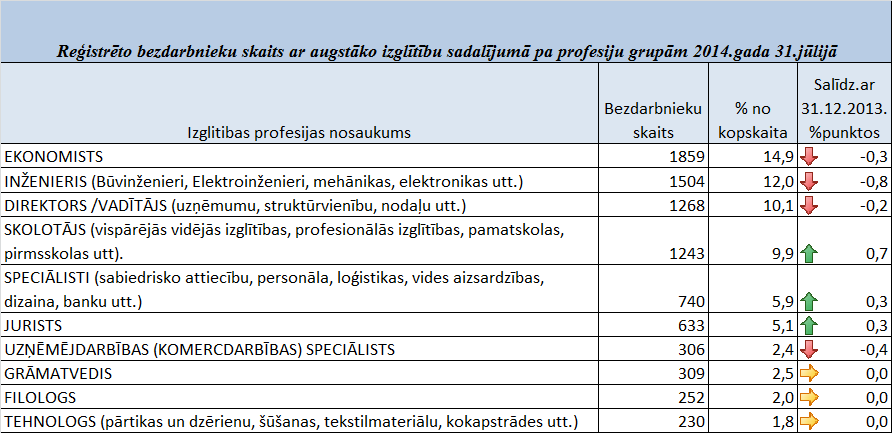 Reģistrēto bezdarbnieku skaits ar augstāko izglītību sadalījumā pa profesiju grupām 2014.gada 31.jūlijā
Izglitibas profesijas nosaukums Bezdarbnieku skaits % no kopskaita Salīdz.ar 31.12.2013. %punktos
EKONOMISTS 1859 14,9 -0,3
INŽENIERIS (Būvinženieri, Elektroinženieri, mehānikas, elektronikas utt.) 1504 12,0 -0,8
DIREKTORS /VADĪTĀJS (uzņēmumu, struktūrvienību, nodaļu utt.) 1268 10,1 -0,2
SKOLOTĀJS (vispārējās vidējās izglītības, profesionālās izglītības, pamatskolas,
pirmsskolas utt). 1243 9,9 0,7
SPECIĀLISTI (sabiedrisko attiecību, personāla, loģistikas, vides aizsardzības,
dizaina, banku utt.) 740 5,9 0,3
JURISTS 633 5,1 0,3
UZŅĒMĒJDARBĪBAS (KOMERCDARBĪBAS) SPECIĀLISTS 306 2,4 -0,4
GRĀMATVEDIS 309 2,5 0,0
FILOLOGS 252 2,0 0,0
TEHNOLOGS (pārtikas un dzērienu, šūšanas, tekstilmateriālu, kokapstrādes utt.) 230 1,8 0,0